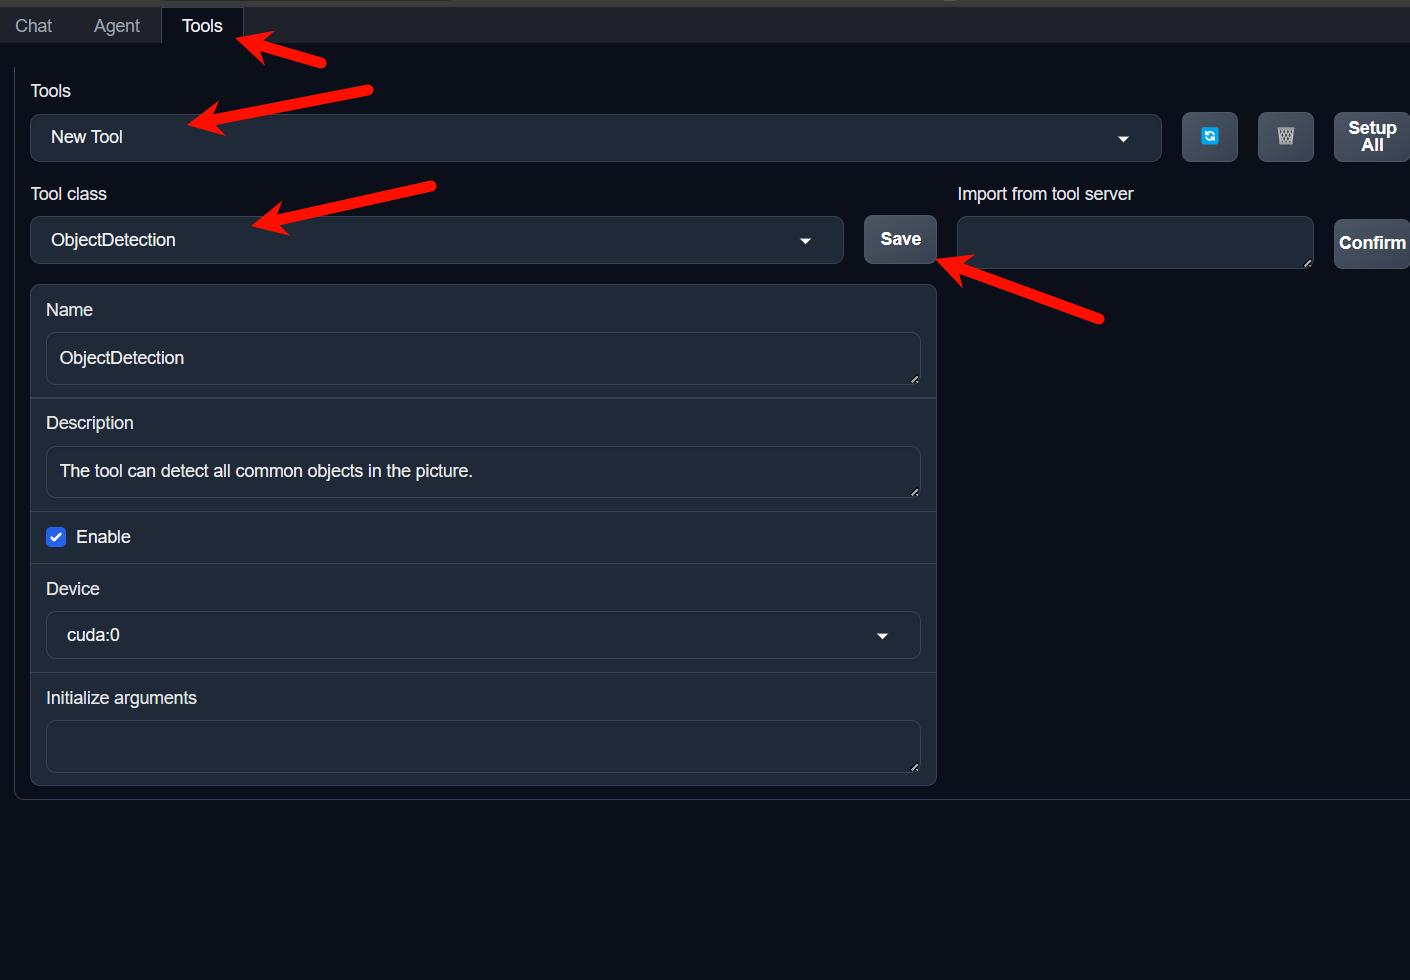 Chat Agent Tools
Tools
New Tool
Setup
All
Tool class
Import from tool server
ObjectDetection
Save
Confirm
Name
ObjectDetection
Description
The tool can detect all common objects in the picture.
Enable
Device
cuda:0
Initialize arguments